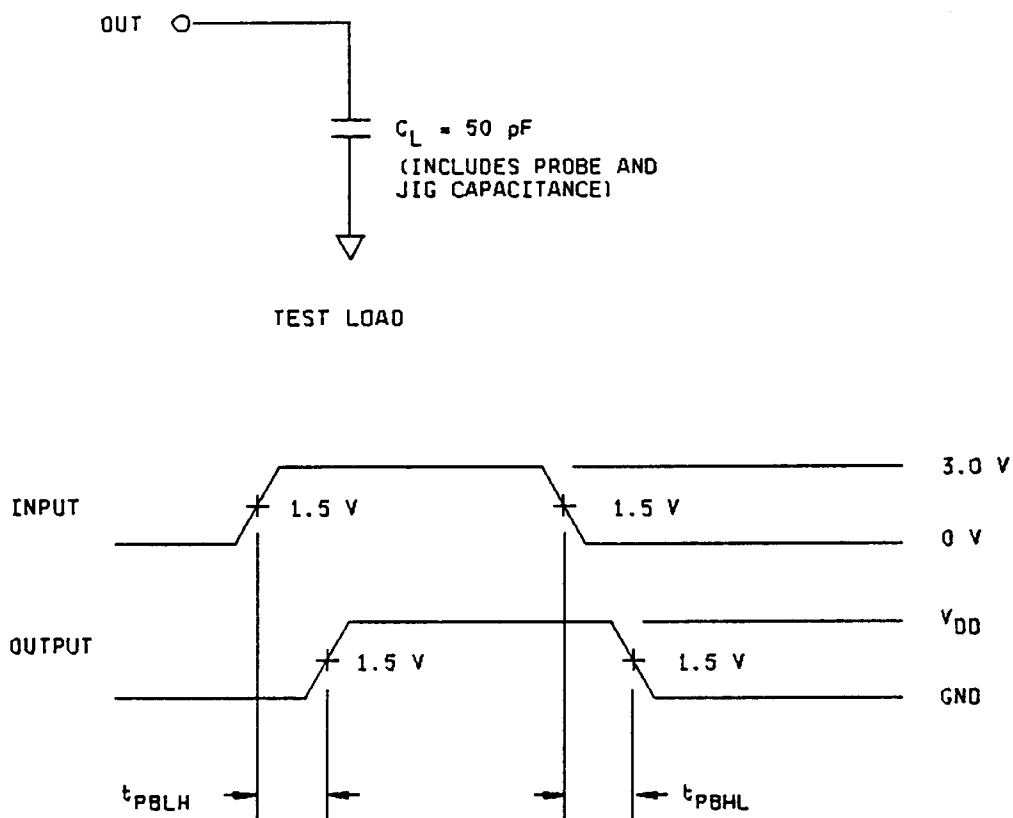 OUT
C_L = 50 pF
(INCLUDES PROBE AND
JIG CAPACITANCE)
TEST LOAD
3.0 V
INPUT
1.5 V
1.5 V
0 V
V_DD
OUTPUT
1.5 V
1.5 V
GND
t_PBLH
t_PBHL